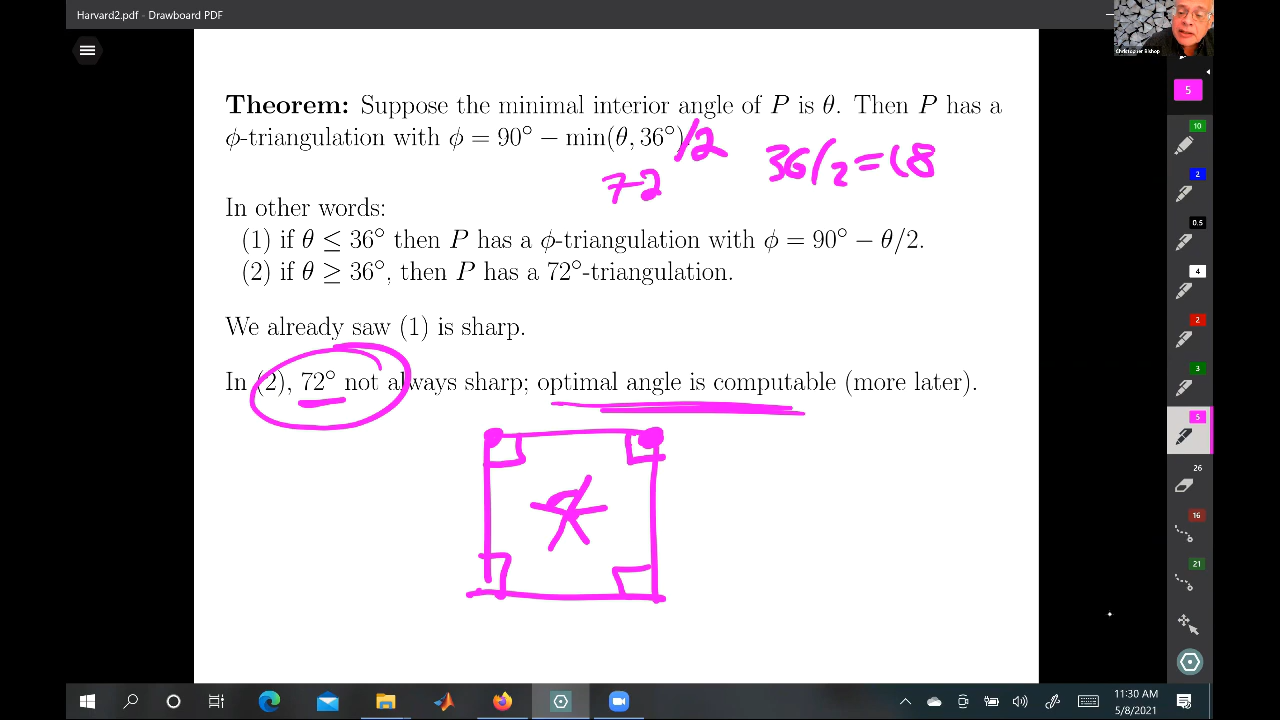 Harvard2.pdf - Drawboard PDF
Christopher Bishop
Theorem: Suppose the minimal interior angle of P is θ. Then P has a
ϕ-triangulation with ϕ = 90° − min(θ, 36°)/2
36/2=18
72
In other words:
(1) if θ ≤ 36° then P has a ϕ-triangulation with ϕ = 90° − θ/2.
(2) if θ ≥ 36°, then P has a 72°-triangulation.
We already saw (1) is sharp.
In (2), 72° not always sharp; optimal angle is computable (more later).
5
10
2
0.5
4
2
3
5
26
16
21
11:30 AM
5/8/2021